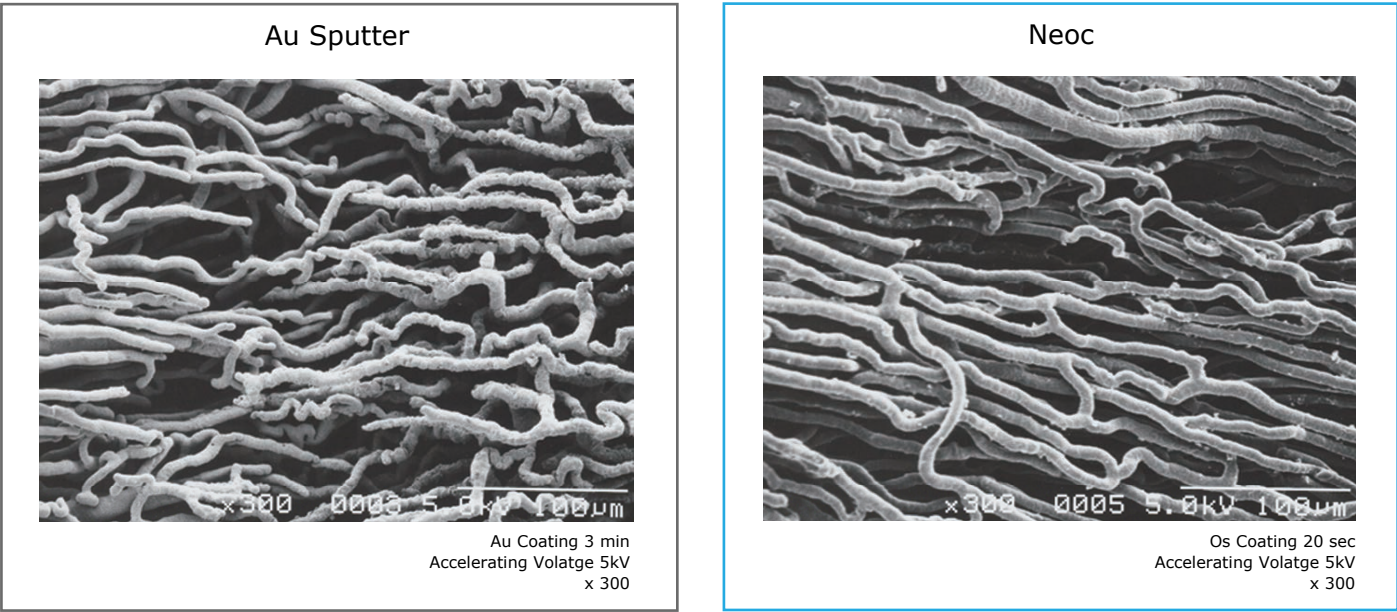 Au Sputter
x300 0003 5.0kV 100µm
Au Coating 3 min
Accelerating Volatge 5kV
x 300
Neoc
x300 0005 5.0kV 100µm
Os Coating 20 sec
Accelerating Volatge 5kV
x 300